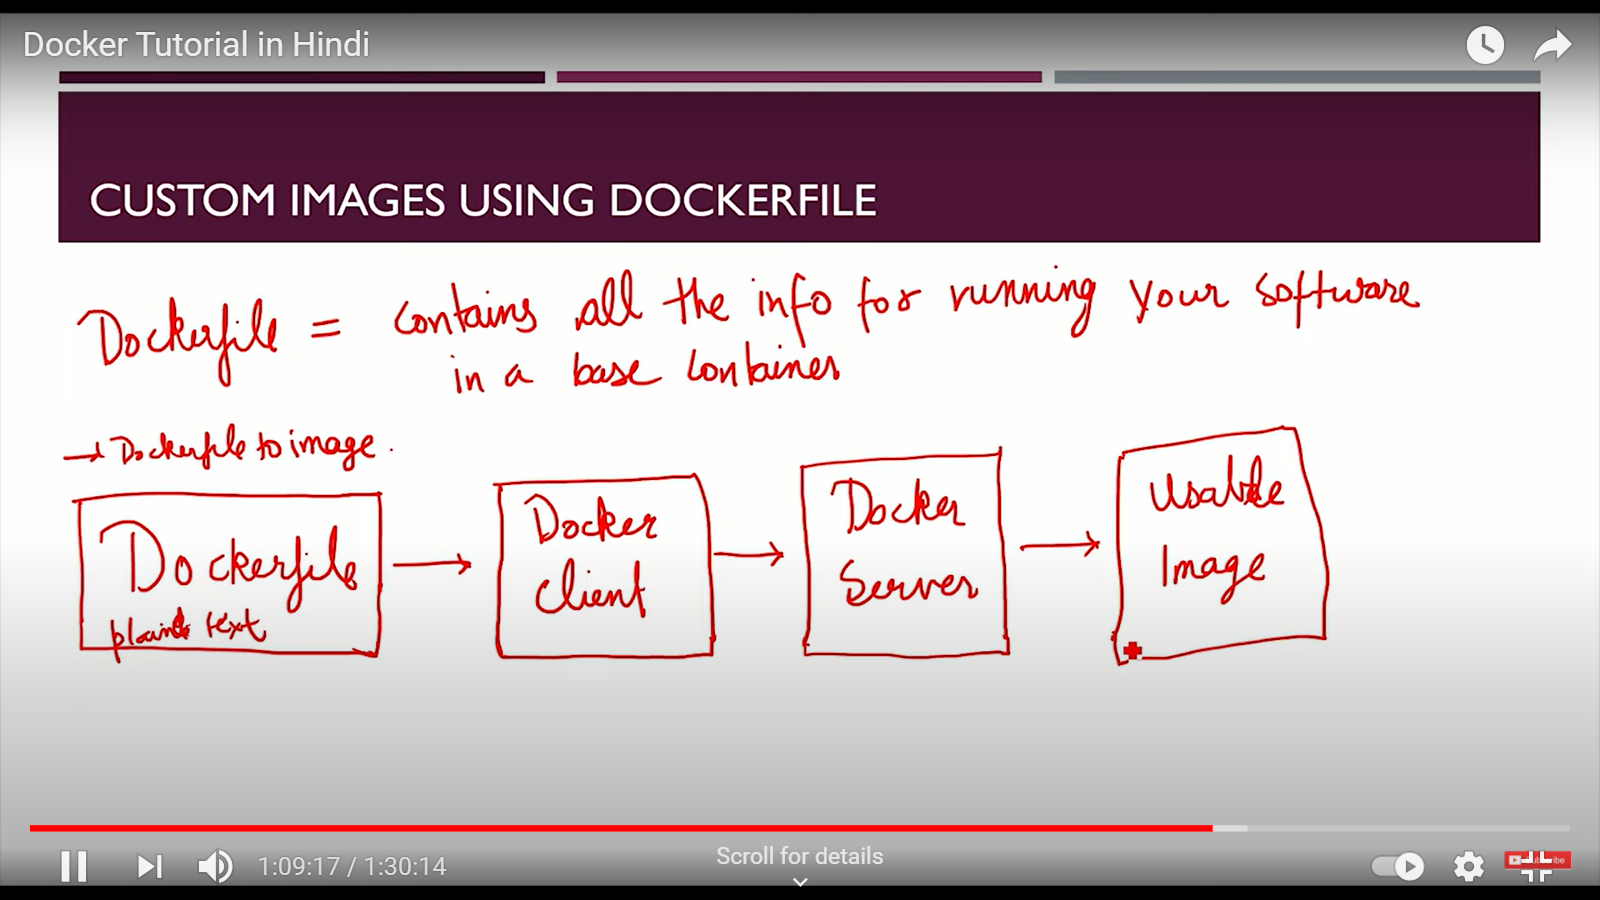 Docker Tutorial in Hindi
CUSTOM IMAGES USING DOCKERFILE
Dockerfile = contains all the info for running your software
in a base container
→ Dockerfile to image.
Dockerfile
plain text
→
Docker
Client
→
Docker
Server
→
Usable
Image
1:09:17 / 1:30:14
Scroll for details